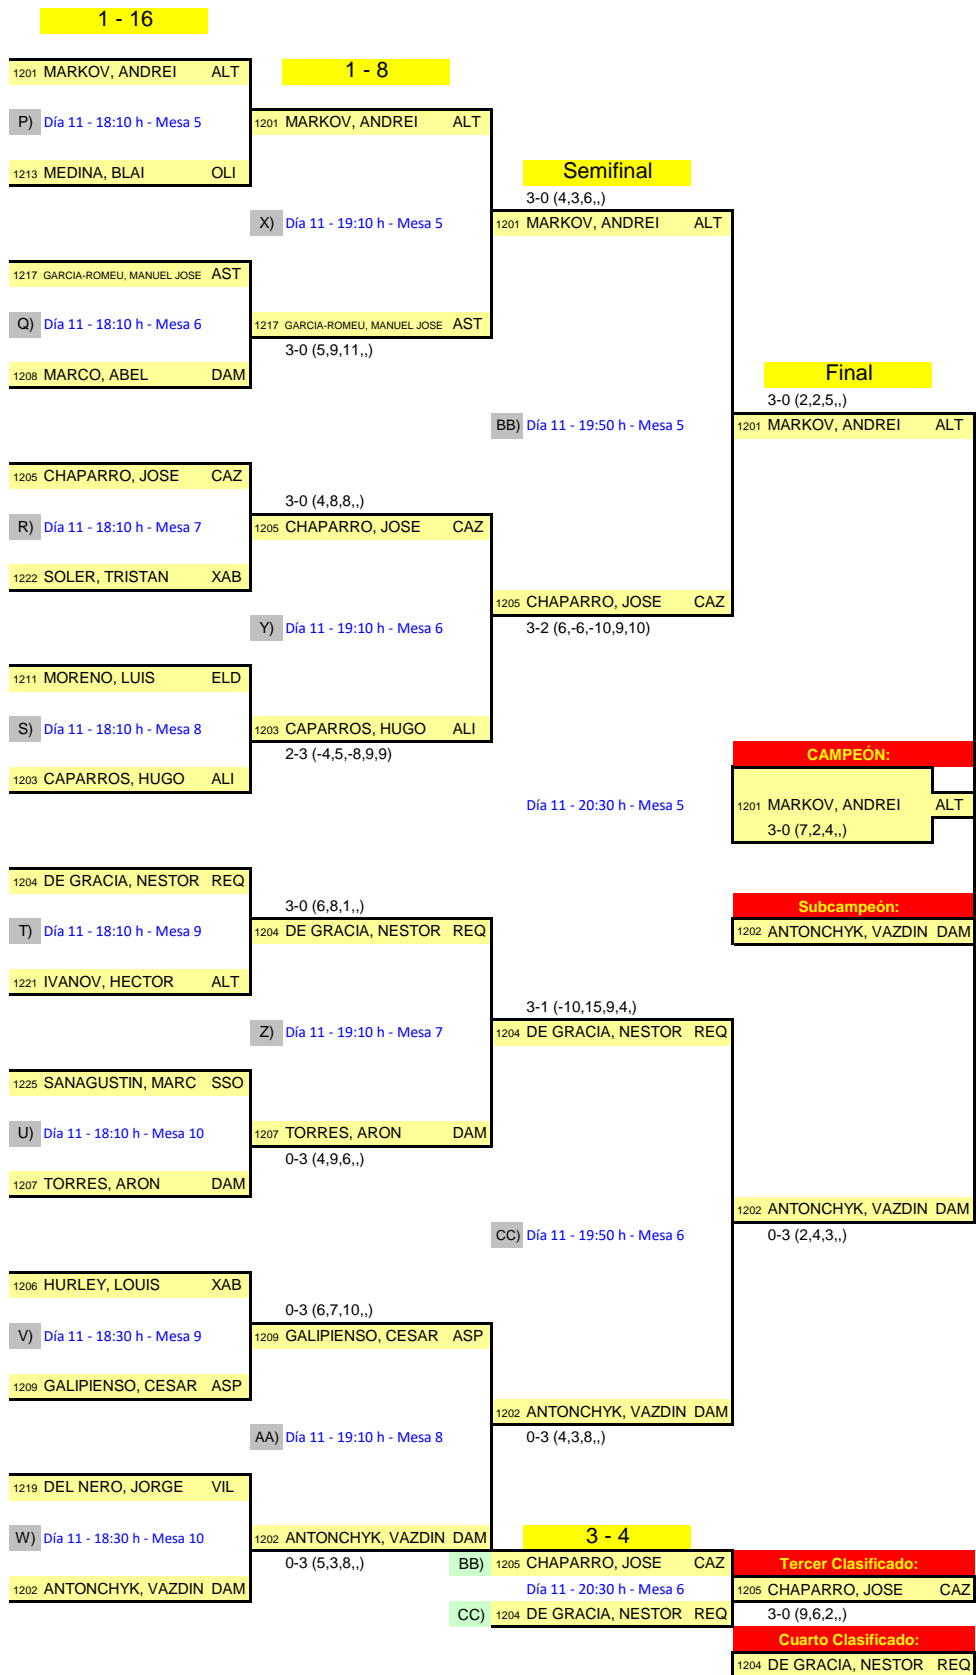 1 - 16
1201 MARKOV, ANDREI ALT
1 - 8
P) Día 11 - 18:10 h - Mesa 5
1201 MARKOV, ANDREI ALT
1213 MEDINA, BLAI OLI
Semifinal
3-0 (4,3,6,,)
X) Día 11 - 19:10 h - Mesa 5
1201 MARKOV, ANDREI ALT
1217 GARCIA-ROMEU, MANUEL JOSE AST
Q) Día 11 - 18:10 h - Mesa 6
1217 GARCIA-ROMEU, MANUEL JOSE AST
3-0 (5,9,11,,)
1208 MARCO, ABEL DAM
Final
3-0 (2,2,5,,)
BB) Día 11 - 19:50 h - Mesa 5
1201 MARKOV, ANDREI ALT
1205 CHAPARRO, JOSE CAZ
3-0 (4,8,8,,)
R) Día 11 - 18:10 h - Mesa 7
1205 CHAPARRO, JOSE CAZ
1222 SOLER, TRISTAN XAB
1205 CHAPARRO, JOSE CAZ
Y) Día 11 - 19:10 h - Mesa 6
3-2 (6,-6,-10,9,10)
1211 MORENO, LUIS ELD
S) Día 11 - 18:10 h - Mesa 8
1203 CAPARROS, HUGO ALI
2-3 (-4,5,-8,9,9)
CAMPEÓN:
1203 CAPARROS, HUGO ALI
Día 11 - 20:30 h - Mesa 5
1201 MARKOV, ANDREI ALT
3-0 (7,2,4,,)
1204 DE GRACIA, NESTOR REQ
3-0 (6,8,1,,)
Subcampeón:
T) Día 11 - 18:10 h - Mesa 9
1204 DE GRACIA, NESTOR REQ
1202 ANTONCHYK, VAZDIN DAM
1221 IVANOV, HECTOR ALT
3-1 (-10,15,9,4,)
Z) Día 11 - 19:10 h - Mesa 7
1204 DE GRACIA, NESTOR REQ
1225 SANAGUSTIN, MARC SSO
U) Día 11 - 18:10 h - Mesa 10
1207 TORRES, ARON DAM
0-3 (4,9,6,,)
1207 TORRES, ARON DAM
1202 ANTONCHYK, VAZDIN DAM
CC) Día 11 - 19:50 h - Mesa 6
0-3 (2,4,3,,)
1206 HURLEY, LOUIS XAB
0-3 (6,7,10,,)
V) Día 11 - 18:30 h - Mesa 9
1209 GALIPIENSO, CESAR ASP
1209 GALIPIENSO, CESAR ASP
1202 ANTONCHYK, VAZDIN DAM
AA) Día 11 - 19:10 h - Mesa 8
0-3 (4,3,8,,)
1219 DEL NERO, JORGE VIL
W) Día 11 - 18:30 h - Mesa 10
1202 ANTONCHYK, VAZDIN DAM
3 - 4
0-3 (5,3,8,,)
BB) 1205 CHAPARRO, JOSE CAZ
Tercer Clasificado:
1202 ANTONCHYK, VAZDIN DAM
Día 11 - 20:30 h - Mesa 6
1205 CHAPARRO, JOSE CAZ
CC) 1204 DE GRACIA, NESTOR REQ
3-0 (9,6,2,,)
Cuarto Clasificado:
1204 DE GRACIA, NESTOR REQ